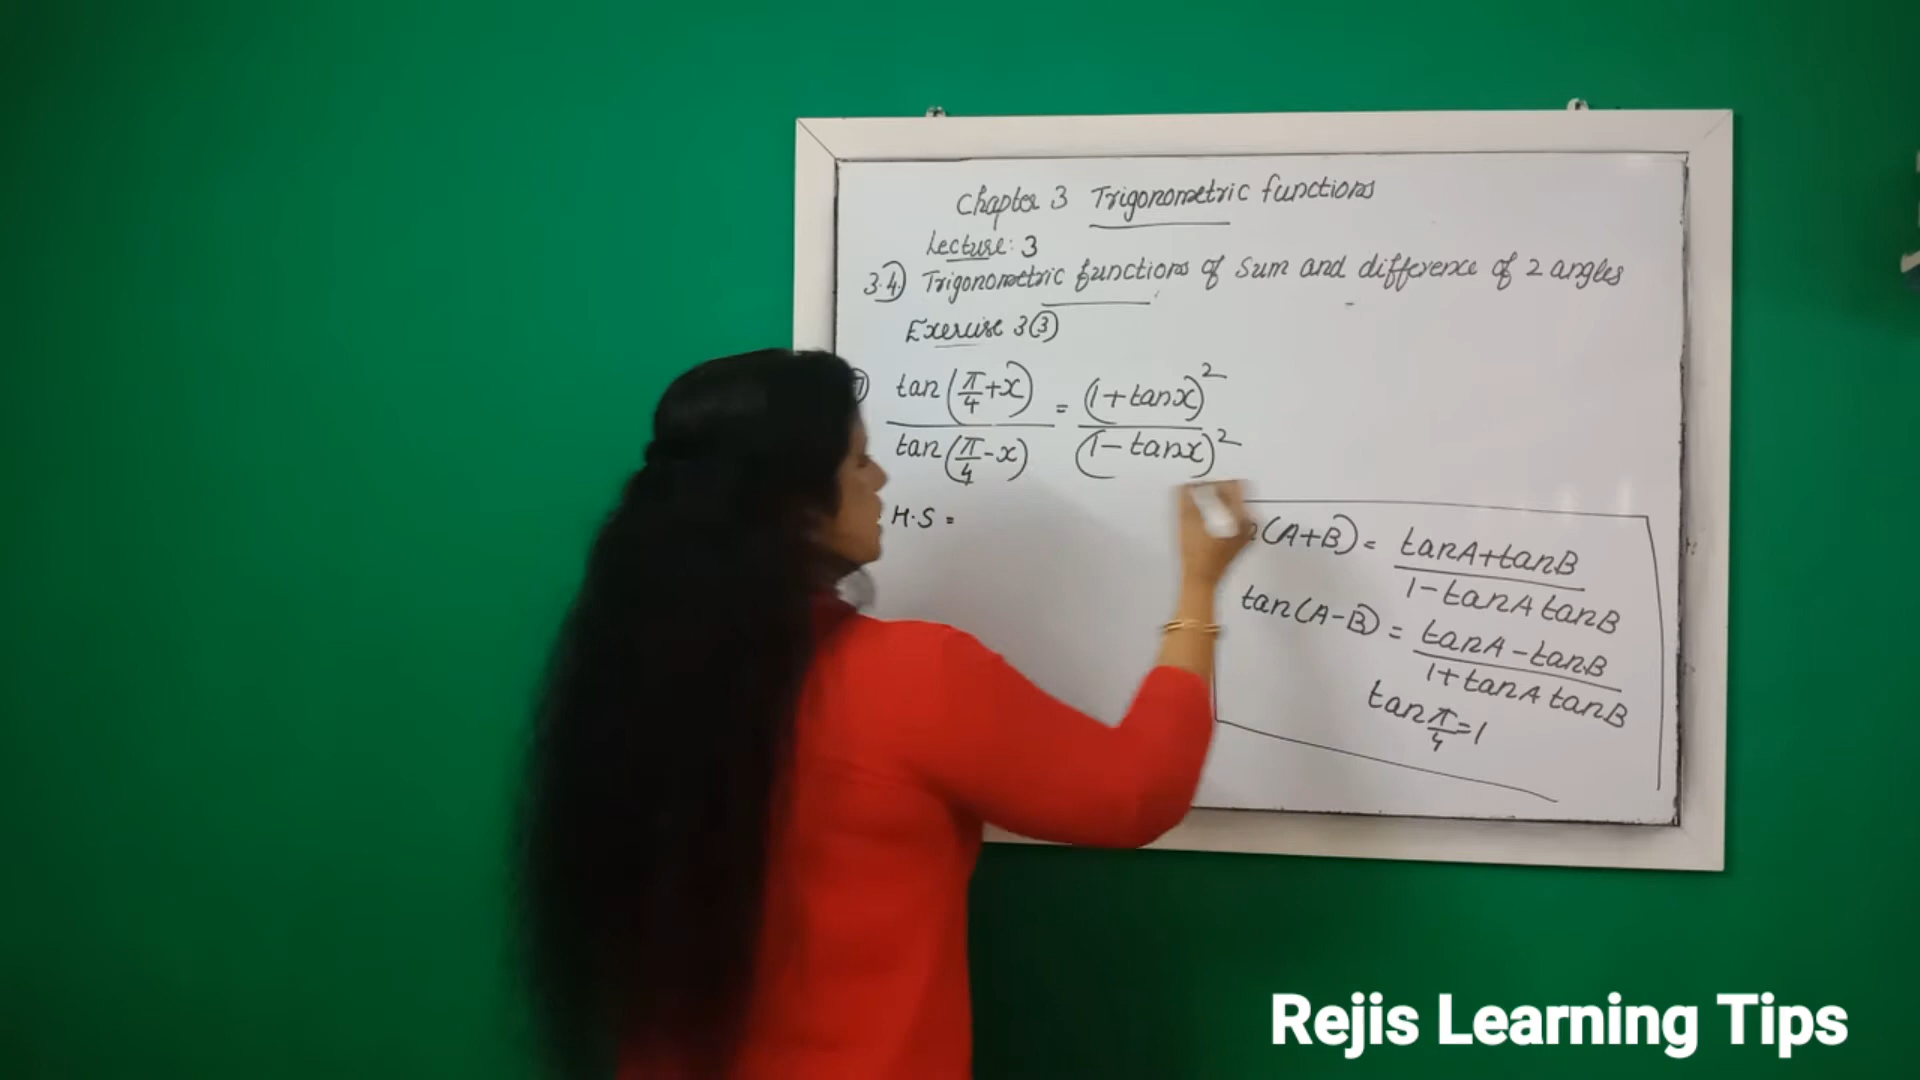 Chapter 3 Trigonometric functions
Lecture: 3
3.4) Trigonometric functions of Sum and difference of 2 angles
Exercise 3③
tan(π/4+x) / tan(π/4-x) = (1+tanx)² / (1-tanx)²
H.S =
(A+B) = tanA+tanB / 1-tanA tanB
tan(A-B) = tanA-tanB / 1+tanA tanB
tan π/4 = 1
Rejis Learning Tips